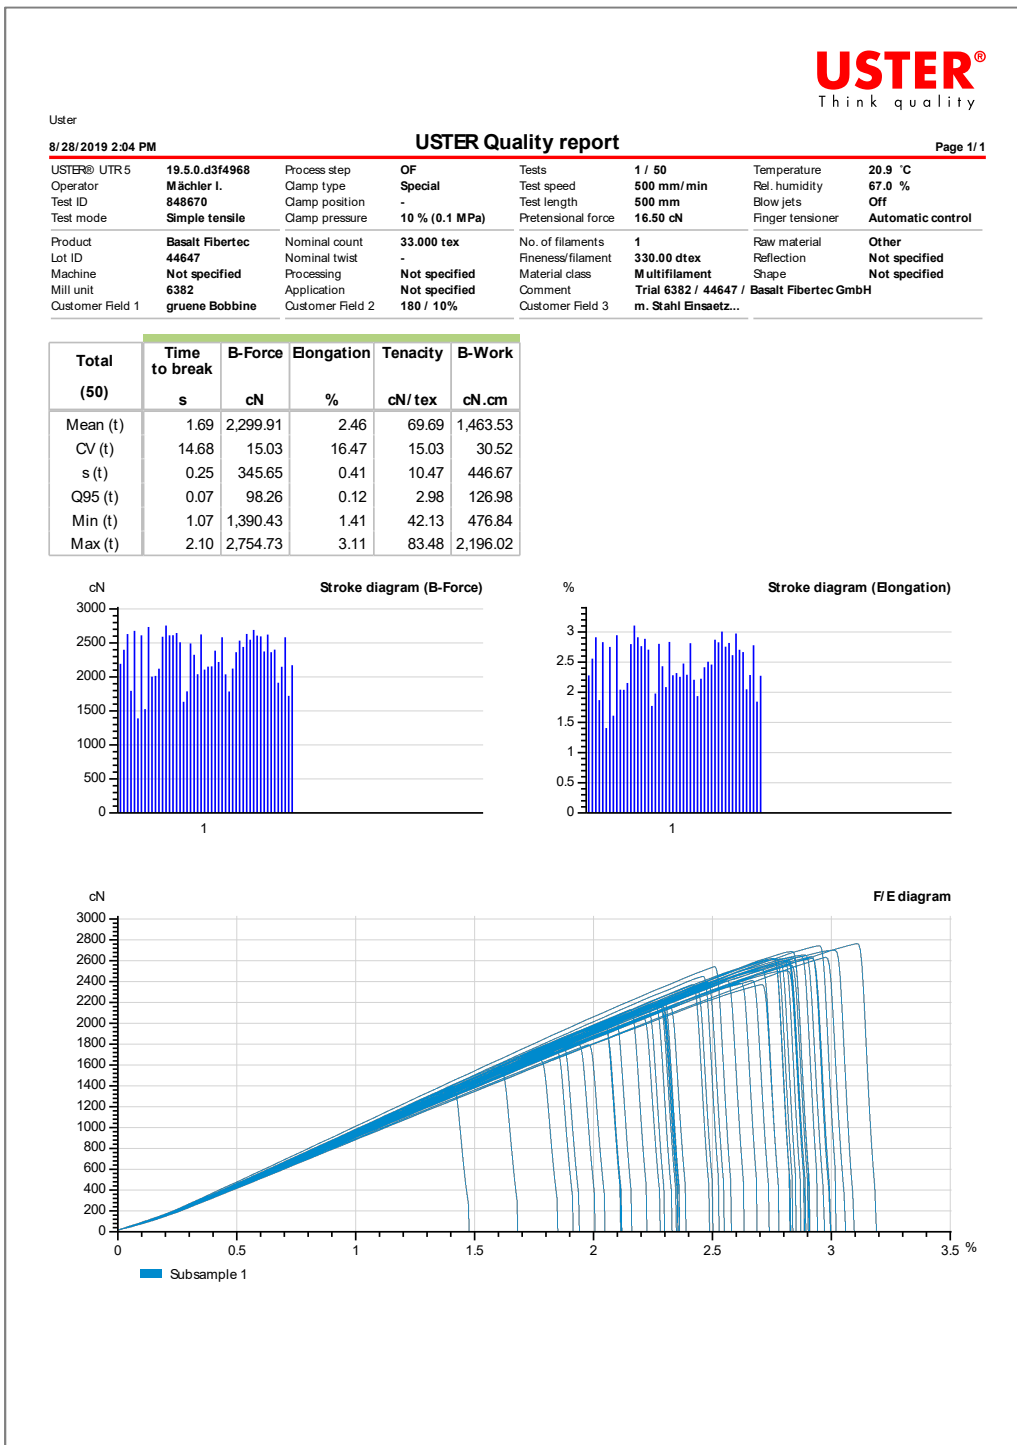 USTER®
Think quality
Uster
8/28/2019 2:04 PM USTER Quality report Page 1/1
USTER® UTR 5 19.5.0.d3f4968 Process step OF Tests 1 / 50 Temperature 20.9 °C
Operator Mächler I. Clamp type Special Test speed 500 mm/min Rel. humidity 67.0 %
Test ID 848670 Clamp position - Test length 500 mm Blow jets Off
Test mode Simple tensile Clamp pressure 10 % (0.1 MPa) Pretensional force 16.50 cN Finger tensioner Automatic control
Product Basalt Fibertec Nominal count 33.000 tex No. of filaments 1 Raw material Other
Lot ID 44647 Nominal twist - Fineness/filament 330.00 dtex Reflection Not specified
Machine Not specified Processing Not specified Material class Multifilament Shape Not specified
Mill unit 6382 Application Not specified Comment Trial 6382 / 44647 / Basalt Fibertec GmbH
Customer Field 1 gruene Bobbine Customer Field 2 180 / 10% Customer Field 3 m. Stahl Einsaetz...
Total Time B-Force Elongation Tenacity B-Work
to break
(50) s cN % cN/tex cN.cm
Mean (t) 1.69 2,299.91 2.46 69.69 1,463.53
CV (t) 14.68 15.03 16.47 15.03 30.52
s (t) 0.25 345.65 0.41 10.47 446.67
Q95 (t) 0.07 98.26 0.12 2.98 126.98
Min (t) 1.07 1,390.43 1.41 42.13 476.84
Max (t) 2.10 2,754.73 3.11 83.48 2,196.02
cN Stroke diagram (B-Force)
3000
2500
2000
1500
1000
500
0
1
% Stroke diagram (Elongation)
3
2.5
2
1.5
1
0.5
0
1
cN F/E diagram
3000
2800
2600
2400
2200
2000
1800
1600
1400
1200
1000
800
600
400
200
0
0 0.5 1 1.5 2 2.5 3 3.5 %
Subsample 1